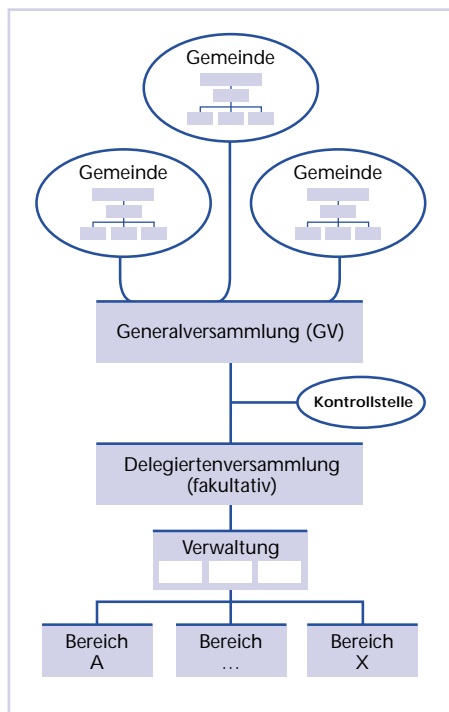 Gemeinde
Gemeinde
Gemeinde
Generalversammlung (GV)
Kontrollstelle
Delegiertenversammlung
(fakultativ)
Verwaltung
Bereich
A
Bereich
...
Bereich
X